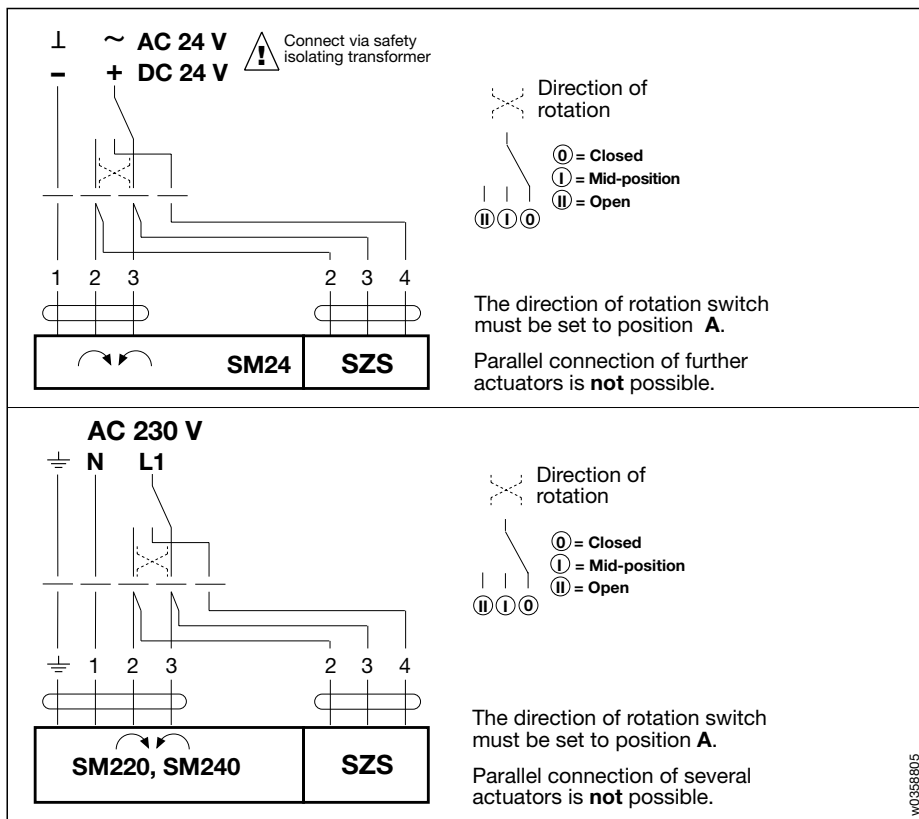 ⊥ ~ AC 24 V
– + DC 24 V
! Connect via safety
isolating transformer
Direction of
rotation
0 = Closed
I = Mid-position
II = Open
II I 0
1 2 3 2 3 4
SM24 SZS
The direction of rotation switch
must be set to position A.
Parallel connection of further
actuators is not possible.
AC 230 V
N L1
Direction of
rotation
0 = Closed
I = Mid-position
II = Open
II I 0
1 2 3 2 3 4
SM220, SM240 SZS
The direction of rotation switch
must be set to position A.
Parallel connection of several
actuators is not possible.
w0358805